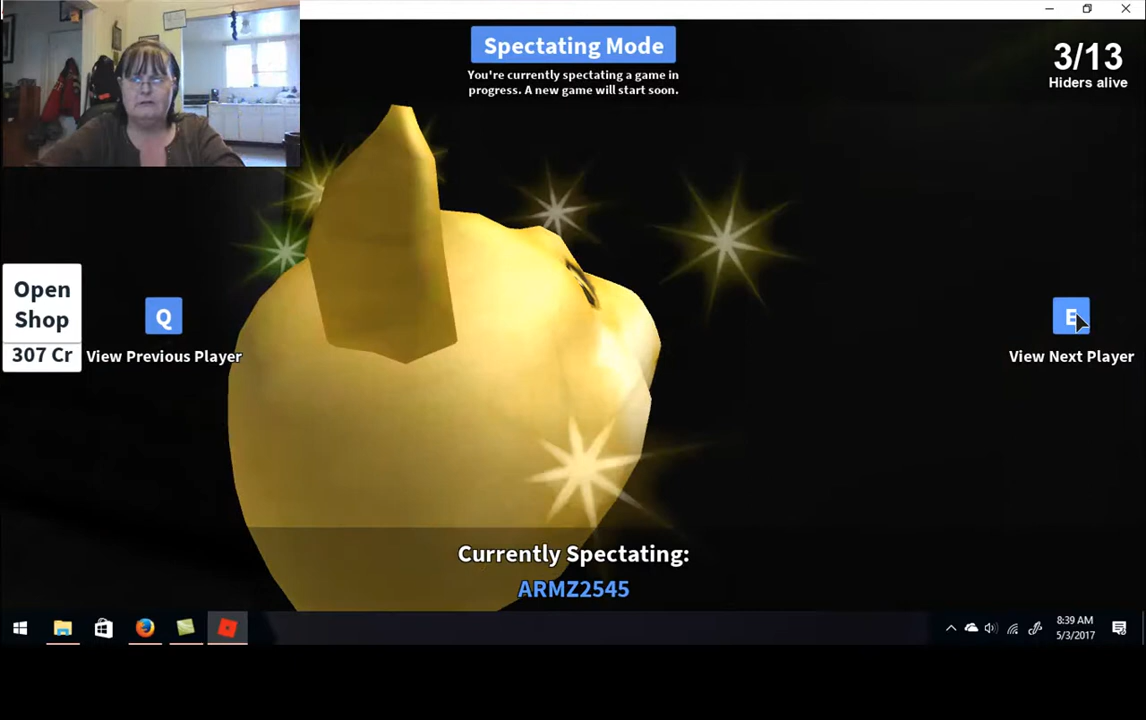 Spectating Mode
You're currently spectating a game in
progress. A new game will start soon.
3/13
Hiders alive
Open
Shop
307 Cr
Q
View Previous Player
E
View Next Player
Currently Spectating:
ARMZ2545
8:39 AM
5/3/2017